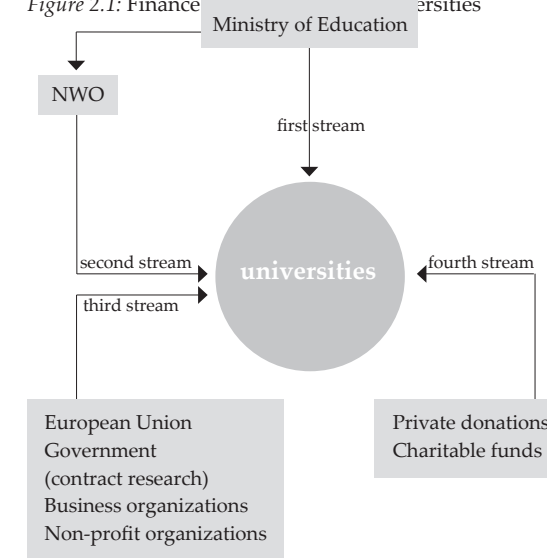 Figure 2.1: Finance ersities
Ministry of Education
NWO
first stream
second stream
universities
fourth stream
third stream
European Union
Government
(contract research)
Business organizations
Non-profit organizations
Private donations
Charitable funds